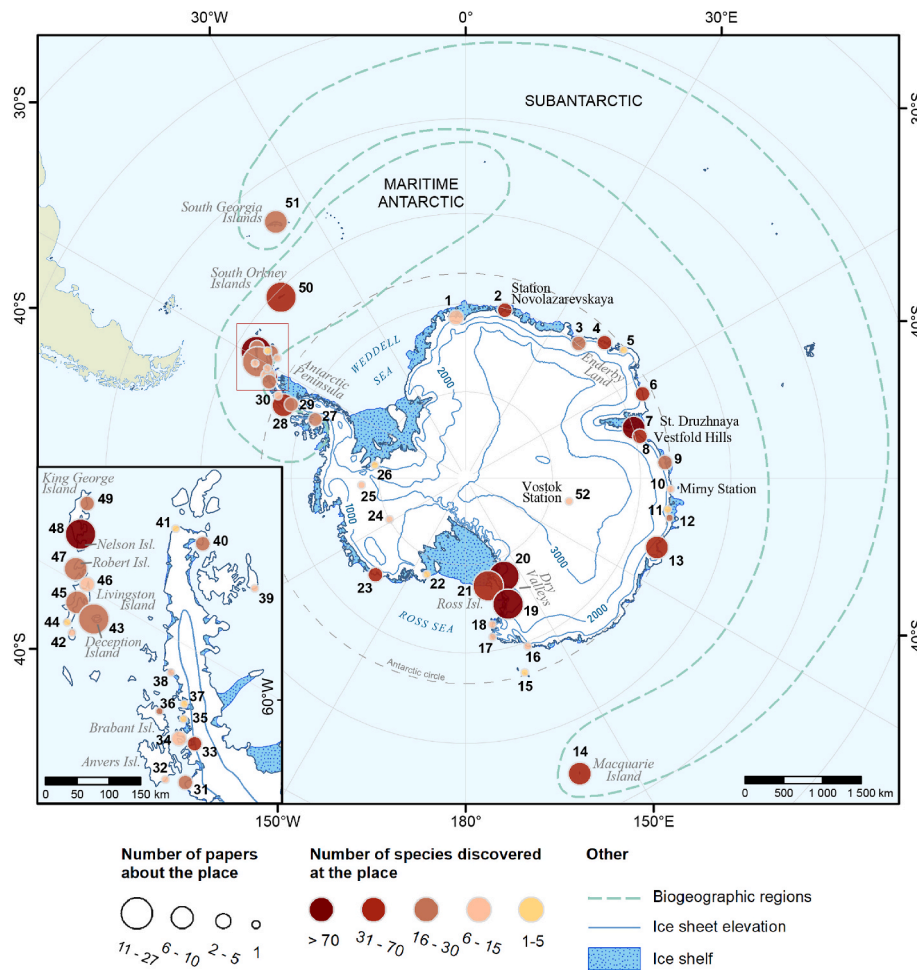 30°W
0°
30°E
30°S
30°S
SUBANTARCTIC
MARITIME
ANTARCTIC
51
South Georgia
Islands
South Orkney
Islands
50
40°S
40°S
1
2
Station
Novolazarevskaya
3
4
5
Enderby
Land
WEDDELL
SEA
2000
Antarctic
Peninsula
6
30
29
28
27
7
St. Druzhnaya
8
Vestfold Hills
9
10
Mirny Station
11
12
13
26
25
24
1000
Vostok
Station
52
3000
23
22
20
21
Ross Isl.
Dry
Valleys
19
2000
ROSS SEA
18
17
16
15
Antarctic circle
14
Macquarie
Island
King George
Island
49
48
Nelson Isl.
47
Robert Isl.
46
Livingston
Island
45
44
43
42
Deception
Island
41
40
39
38
37
36
35
Brabant Isl.
34
33
Anvers Isl.
32
31
0 50 100 150 km
40°S
60°W
0 500 1 000 1 500 km
150°W
180°
150°E
Number of papers
about the place
11 - 27
6 - 10
2 - 5
1
Number of species discovered
at the place
> 70
31 - 70
16 - 30
6 - 15
1-5
Other
Biogeographic regions
Ice sheet elevation
Ice shelf